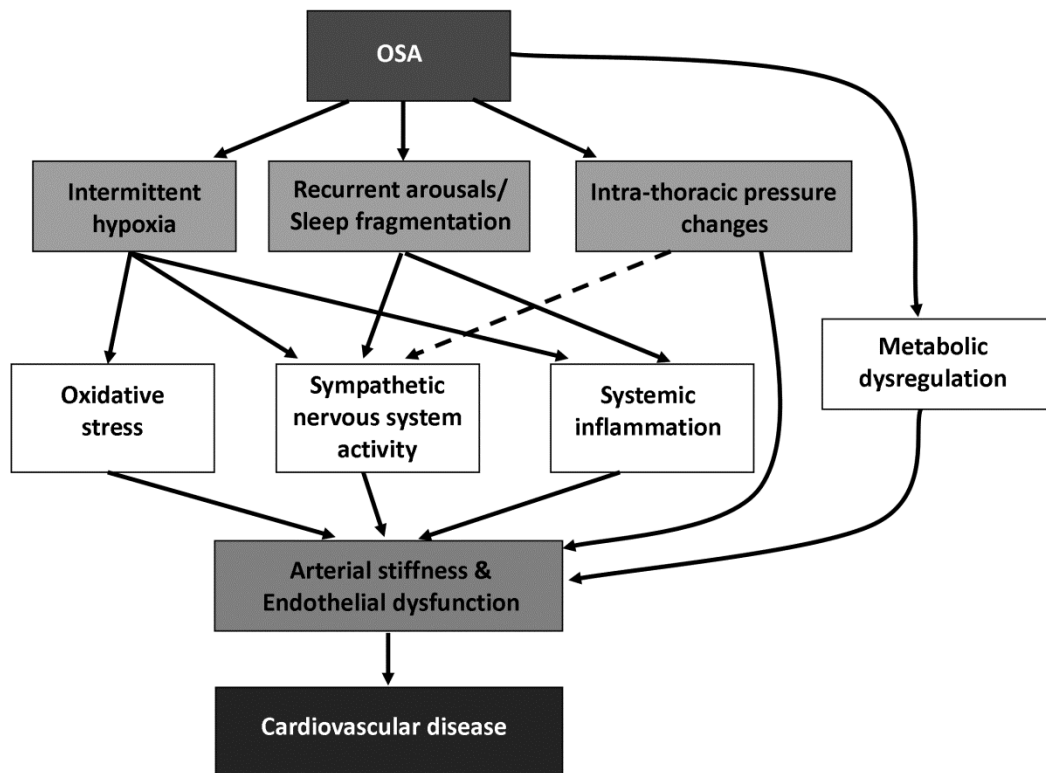 OSA
Intermittent
hypoxia
Recurrent arousals/
Sleep fragmentation
Intra-thoracic pressure
changes
Metabolic
dysregulation
Oxidative
stress
Sympathetic
nervous system
activity
Systemic
inflammation
Arterial stiffness &
Endothelial dysfunction
Cardiovascular disease